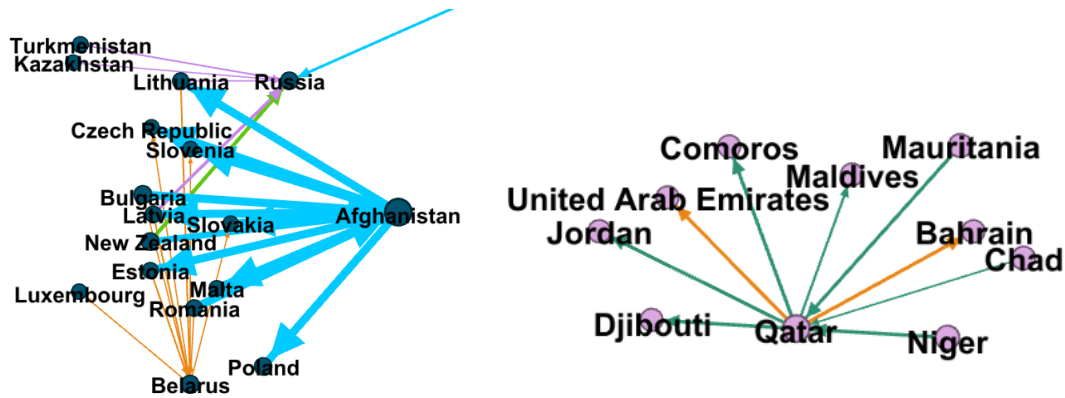 Turkmenistan
Kazakhstan
Lithuania
Russia
Czech Republic
Slovenia
Bulgaria
Latvia
Slovakia
Afghanistan
New Zealand
Estonia
Luxembourg
Malta
Romania
Poland
Belarus
Comoros
Mauritania
Maldives
United Arab Emirates
Jordan
Bahrain
Chad
Djibouti
Qatar
Niger